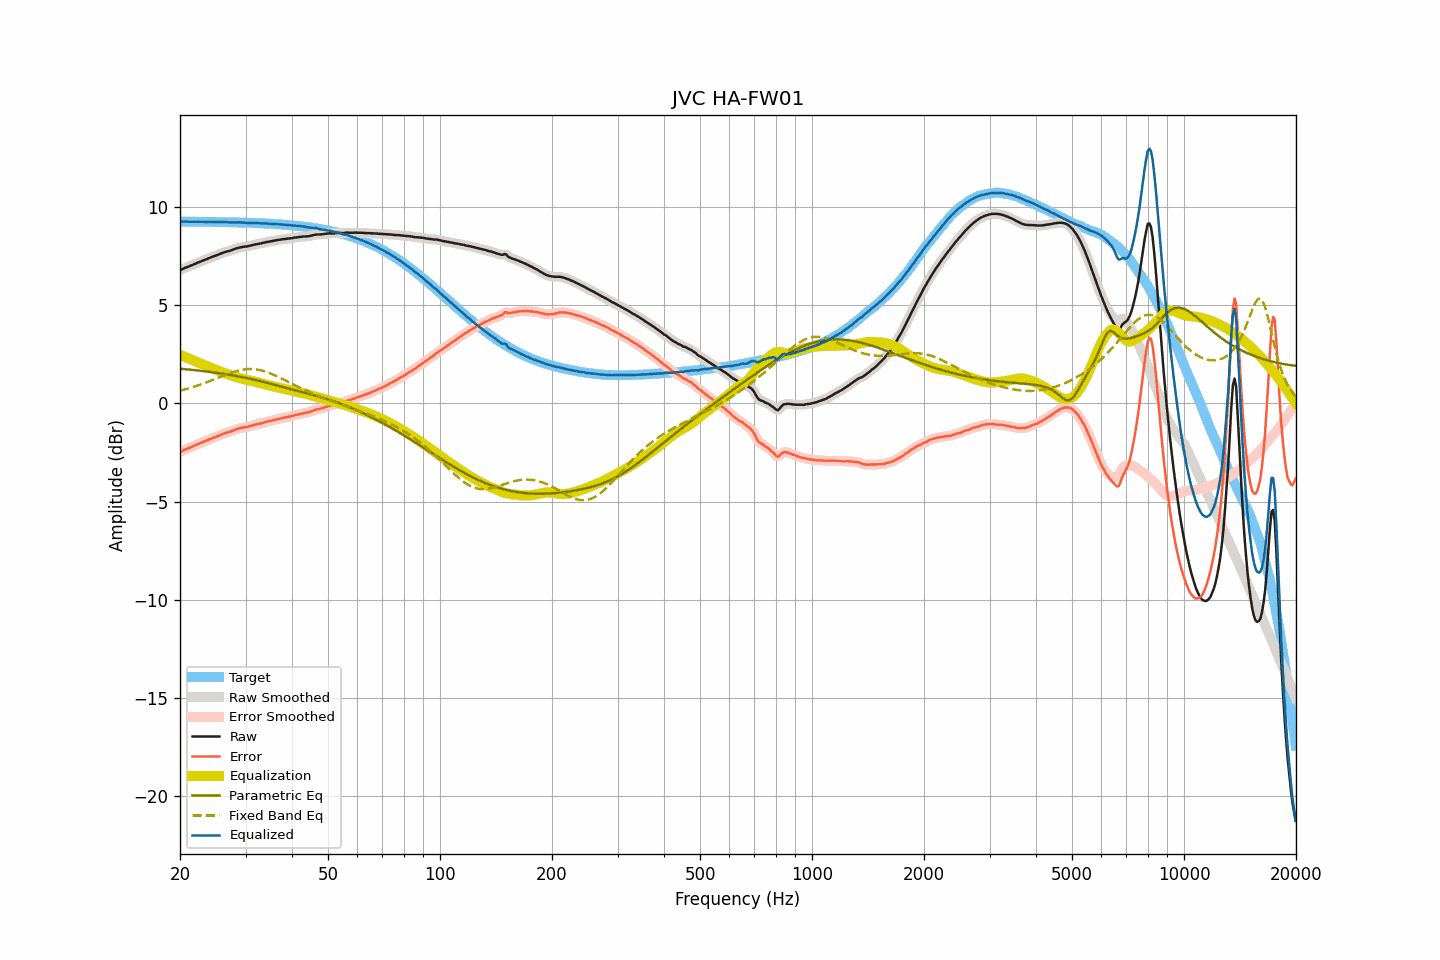 JVC HA-FW01
Amplitude (dBr)
10
5
0
−5
−10
−15
−20
Target
Raw Smoothed
Error Smoothed
Raw
Error
Equalization
Parametric Eq
Fixed Band Eq
Equalized
20 50 100 200 500 1000 2000 5000 10000 20000
Frequency (Hz)